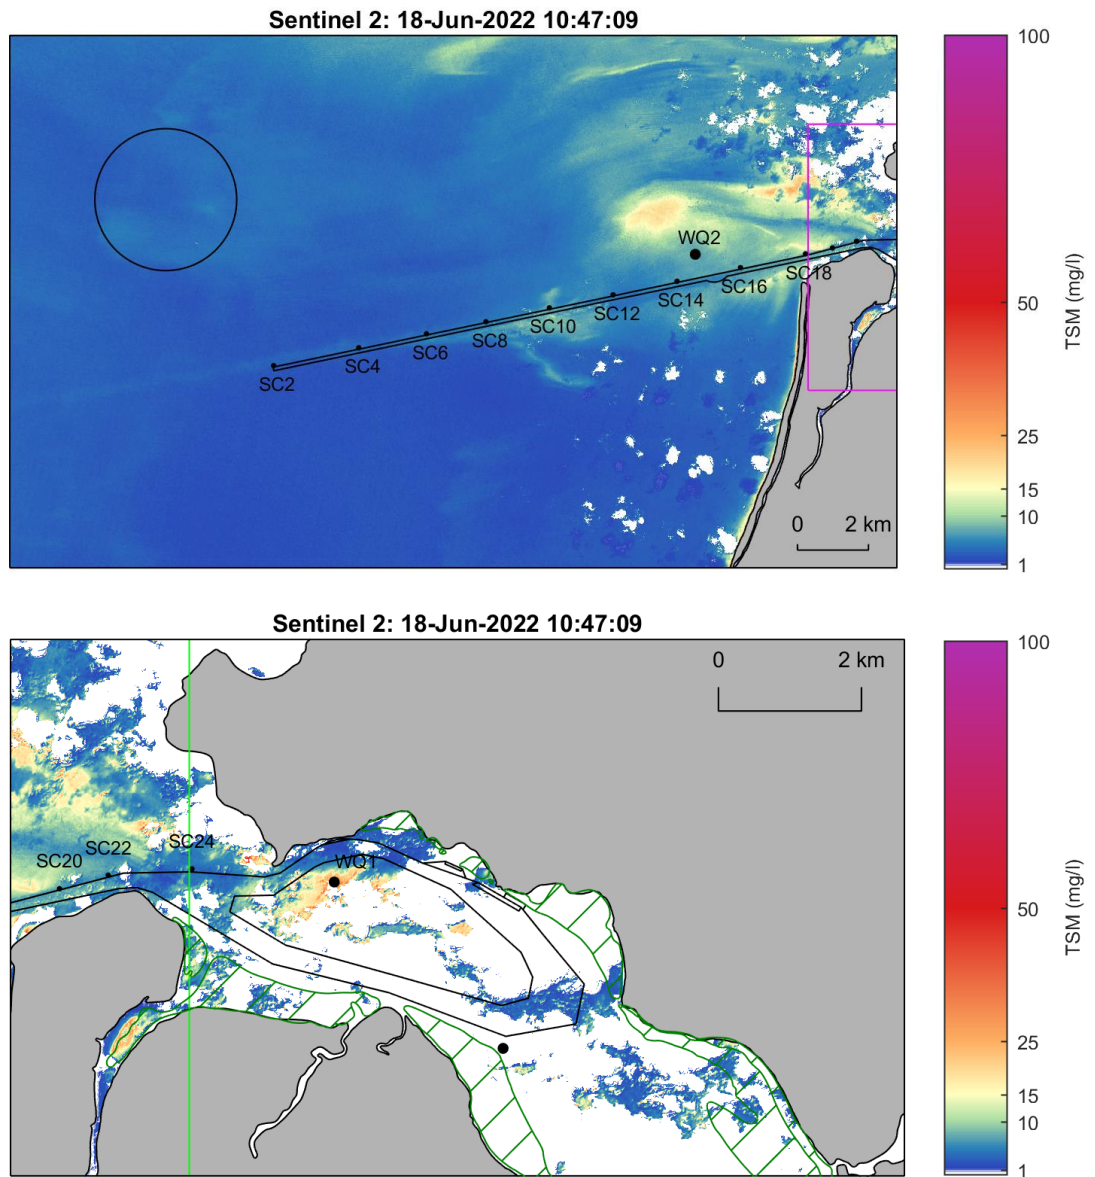 Sentinel 2: 18-Jun-2022 10:47:09
100
WQ2
SC18
SC16
SC14
SC12
SC10
SC8
SC6
SC4
SC2
50
25
15
10
1
TSM (mg/l)
0 2 km
Sentinel 2: 18-Jun-2022 10:47:09
0 2 km
100
SC24
SC22
SC20
WQ1
50
25
15
10
1
TSM (mg/l)